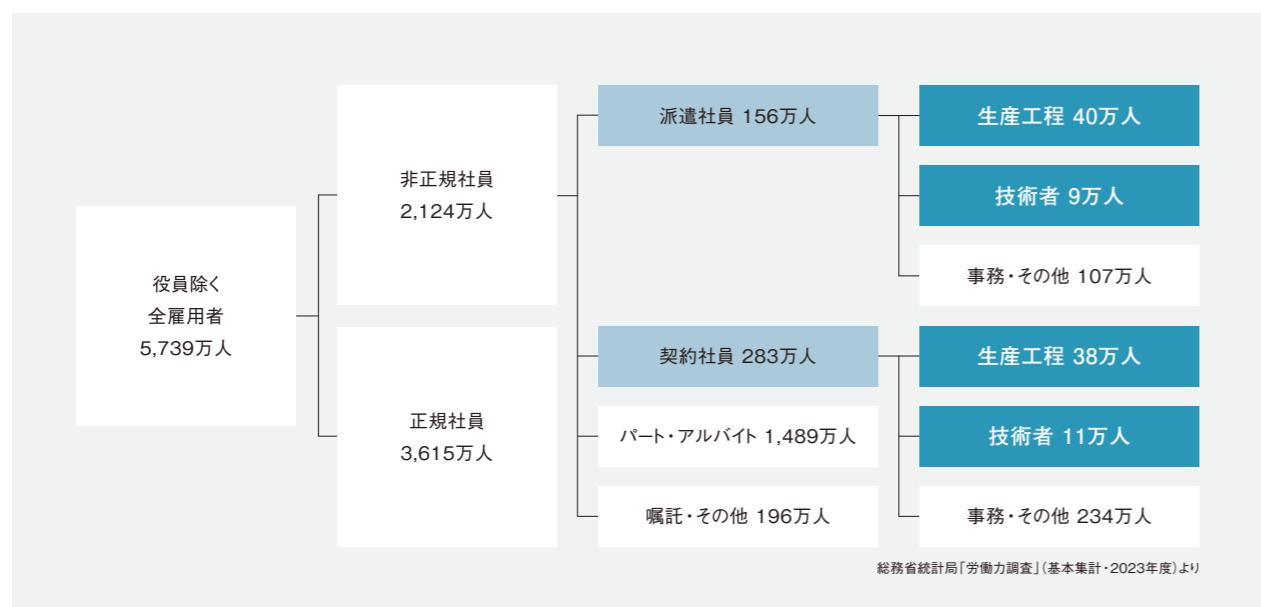 役員除く
全雇用者
5,739万人
非正規社員
2,124万人
正規社員
3,615万人
派遣社員 156万人
契約社員 283万人
パート・アルバイト 1,489万人
嘱託・その他 196万人
生産工程 40万人
技術者 9万人
事務・その他 107万人
生産工程 38万人
技術者 11万人
事務・その他 234万人
総務省統計局「労働力調査」（基本集計・2023年度）より